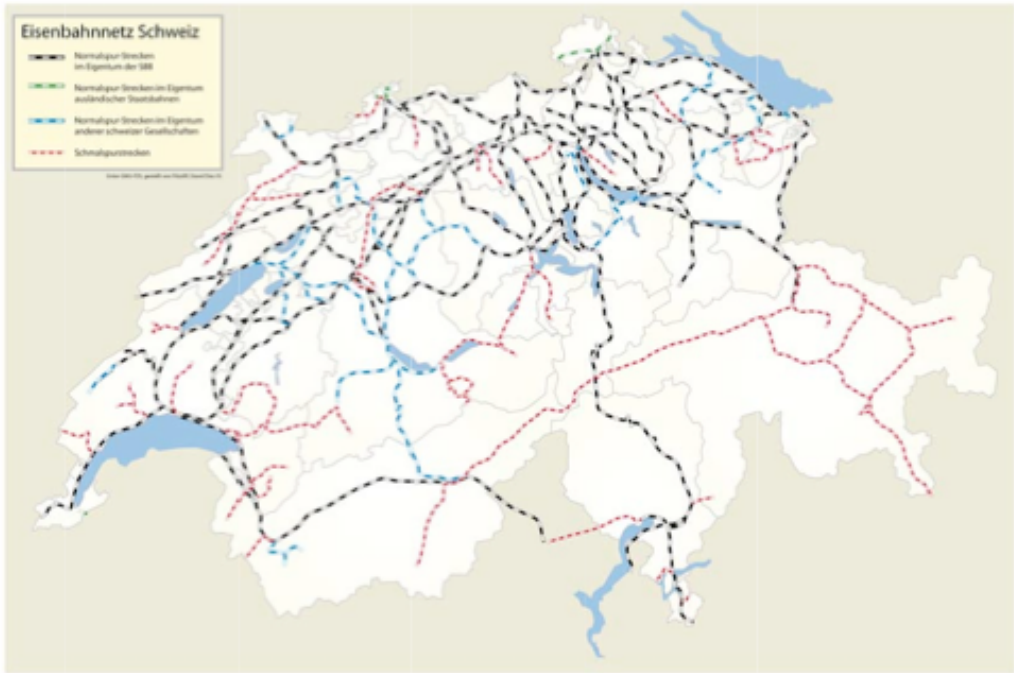 Eisenbahnnetz Schweiz
Normalspur-Strecken
im Eigentum der SBB
Normalspur-Strecken im Eigentum
ausländischer Staatsbahnen
Normalspur-Strecken im Eigentum
anderer schweizer Gesellschaften
Schmalspurstrecken